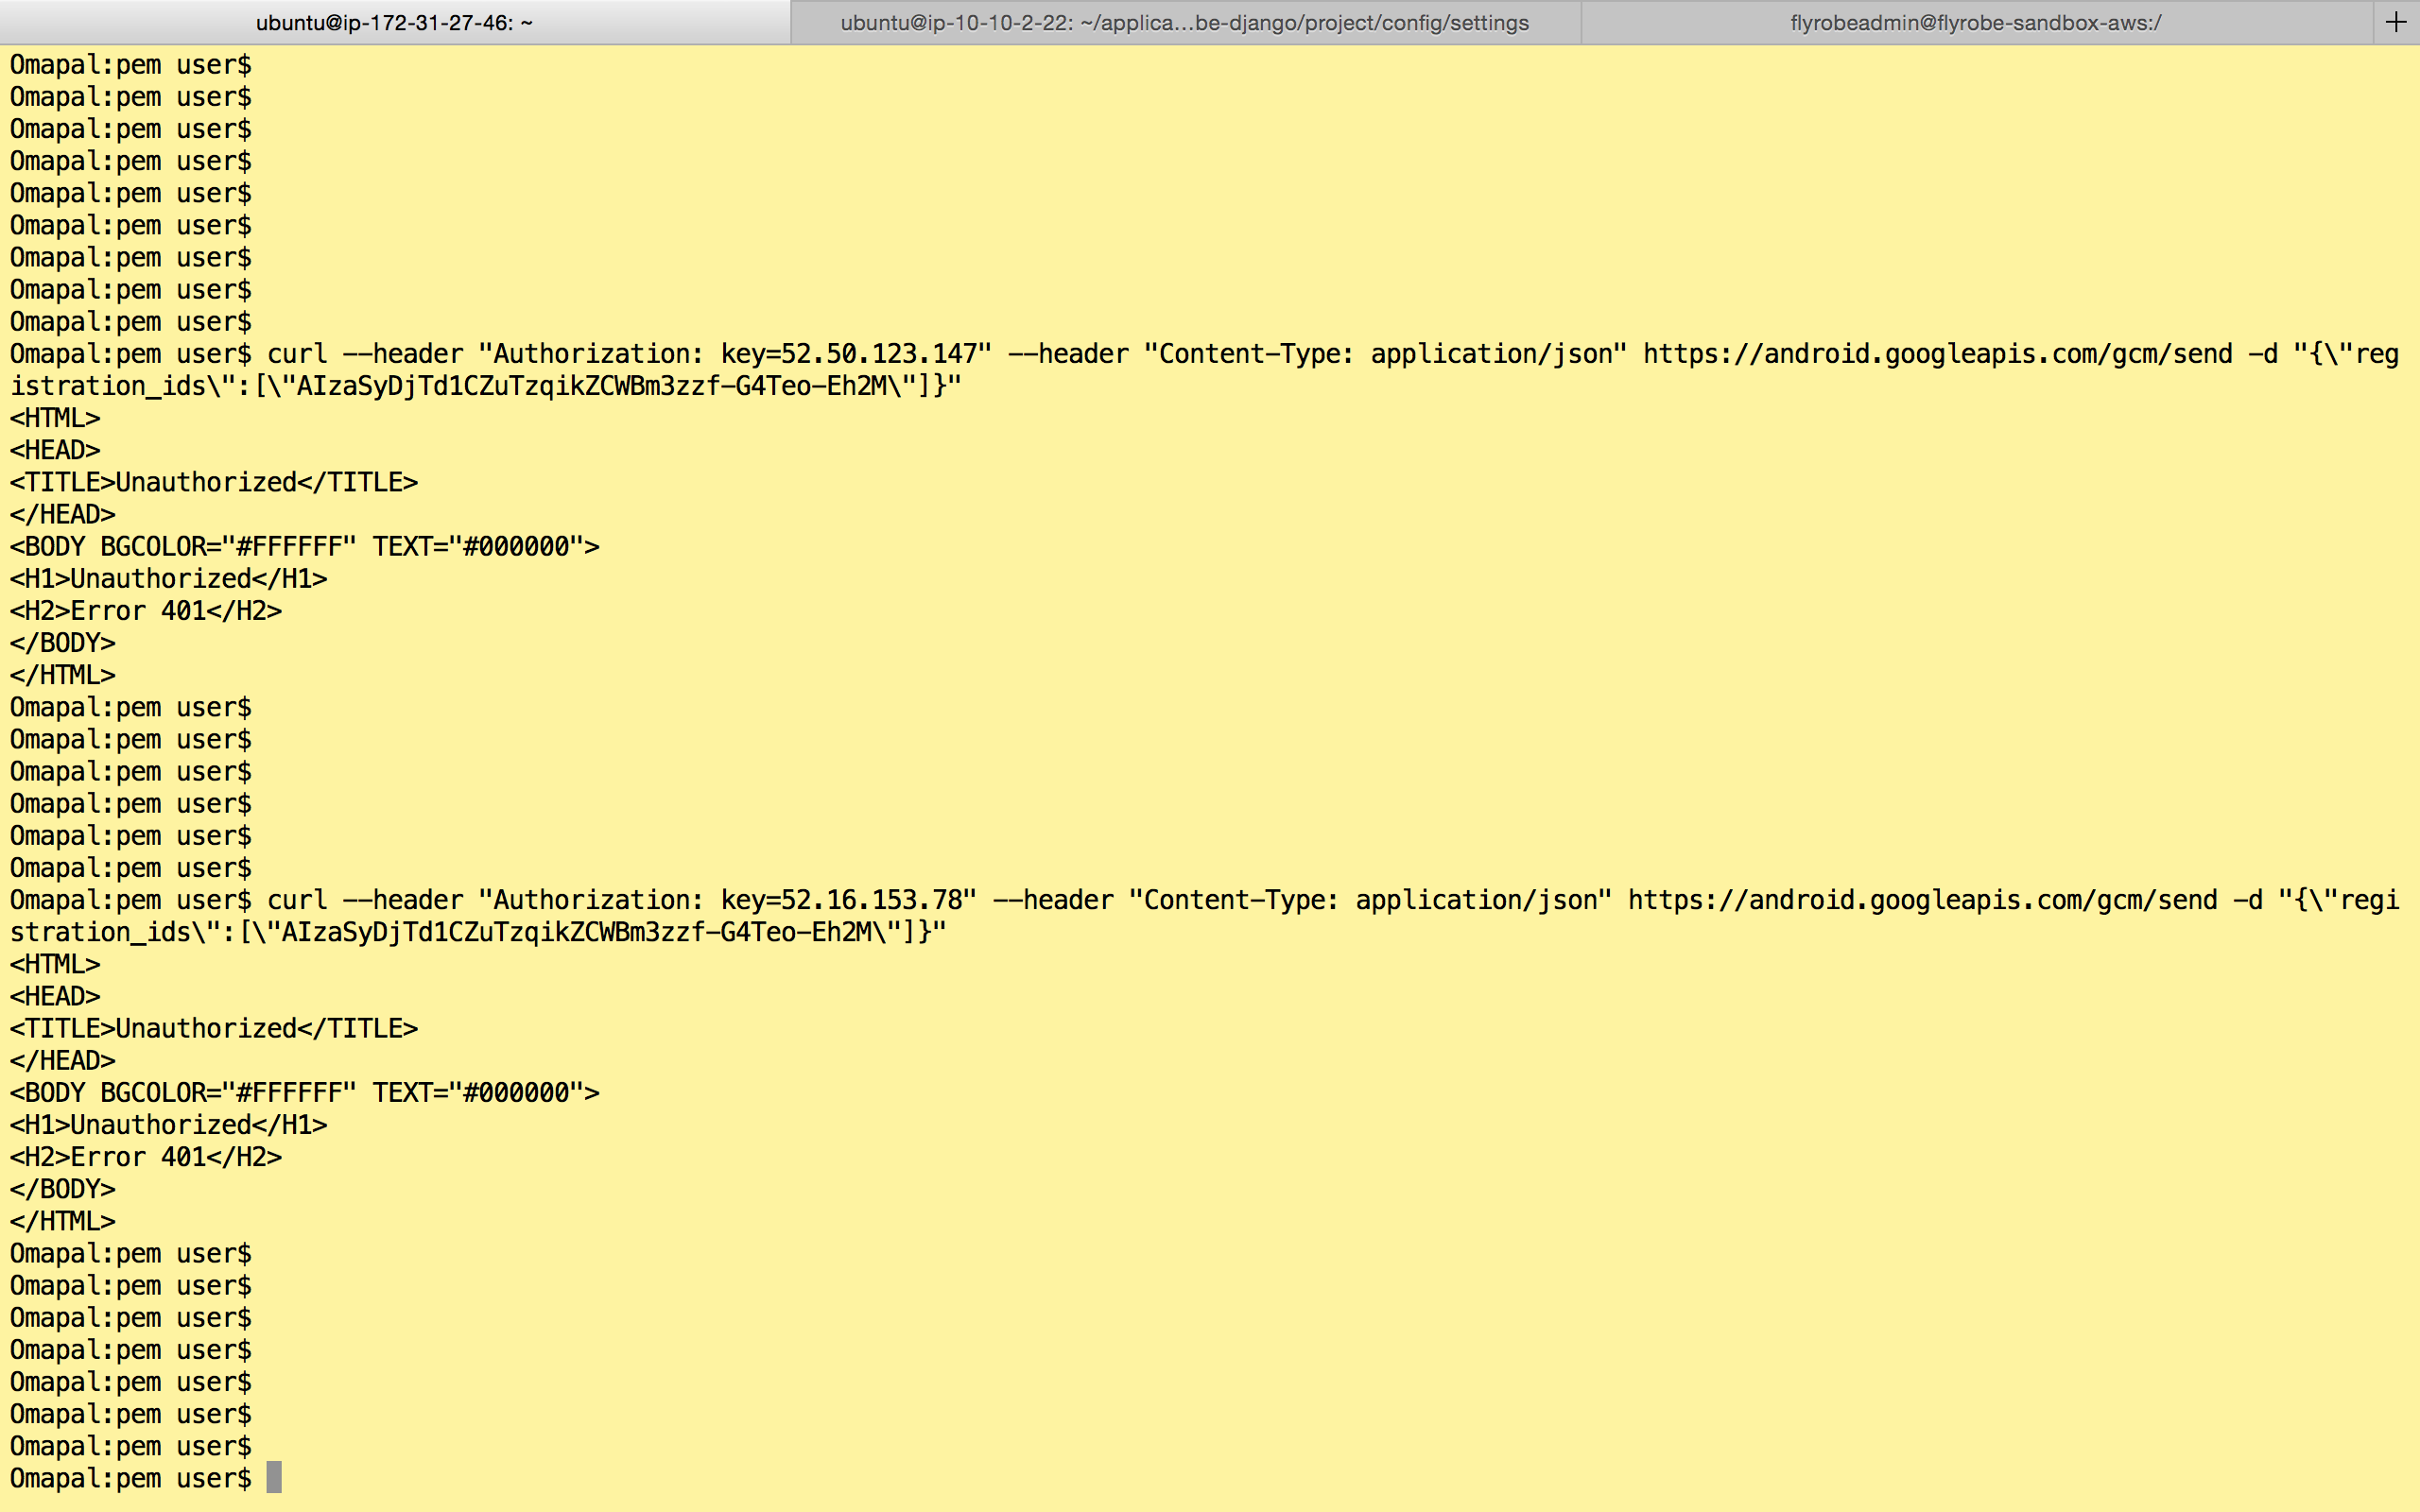 ubuntu@ip-172-31-27-46: ~
ubuntu@ip-10-10-2-22: ~/applica…be-django/project/config/settings
flyrobeadmin@flyrobe-sandbox-aws:/
+
Omapal:pem user$
Omapal:pem user$
Omapal:pem user$
Omapal:pem user$
Omapal:pem user$
Omapal:pem user$
Omapal:pem user$
Omapal:pem user$
Omapal:pem user$
Omapal:pem user$ curl --header "Authorization: key=52.50.123.147" --header "Content-Type: application/json" https://android.googleapis.com/gcm/send -d "{\"reg
istration_ids\":[\"AIzaSyDjTd1CZuTzqikZCWBm3zzf-G4Teo-Eh2M\"]}"
<HTML>
<HEAD>
<TITLE>Unauthorized</TITLE>
</HEAD>
<BODY BGCOLOR="#FFFFFF" TEXT="#000000">
<H1>Unauthorized</H1>
<H2>Error 401</H2>
</BODY>
</HTML>
Omapal:pem user$
Omapal:pem user$
Omapal:pem user$
Omapal:pem user$
Omapal:pem user$
Omapal:pem user$
Omapal:pem user$ curl --header "Authorization: key=52.16.153.78" --header "Content-Type: application/json" https://android.googleapis.com/gcm/send -d "{\"regi
stration_ids\":[\"AIzaSyDjTd1CZuTzqikZCWBm3zzf-G4Teo-Eh2M\"]}"
<HTML>
<HEAD>
<TITLE>Unauthorized</TITLE>
</HEAD>
<BODY BGCOLOR="#FFFFFF" TEXT="#000000">
<H1>Unauthorized</H1>
<H2>Error 401</H2>
</BODY>
</HTML>
Omapal:pem user$
Omapal:pem user$
Omapal:pem user$
Omapal:pem user$
Omapal:pem user$
Omapal:pem user$
Omapal:pem user$
Omapal:pem user$